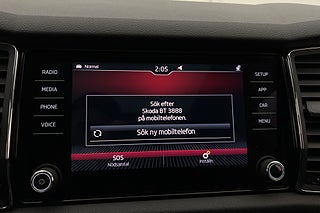 Normal
2:05
RADIO
MEDIA
PHONE
VOICE
Sök efter
Skoda BT 3888
på mobiltelefonen.
Sök ny mobiltelefon
SOS
Nödsamtal
Inställn.
SETUP
APP
CAR
MENU